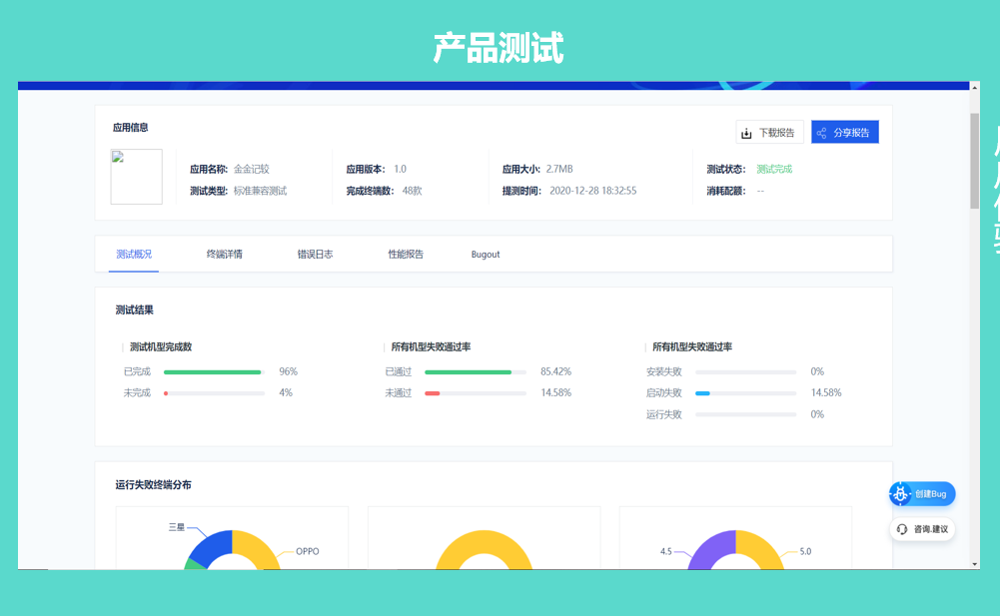 产品测试
应用信息
下载报告
分享报告
应用名称: 金金记较
应用版本: 1.0
应用大小: 2.7MB
测试状态: 测试完成
测试类型: 标准兼容测试
完成终端数: 48款
提测时间: 2020-12-28 18:32:55
消耗配额: --
测试概况
终端详情
错误日志
性能报告
Bugout
测试结果
测试机型完成数
已完成 96%
未完成 4%
所有机型失败通过率
已通过 85.42%
未通过 14.58%
所有机型失败通过率
安装失败 0%
启动失败 14.58%
运行失败 0%
运行失败终端分布
三星
OPPO
4.5
5.0
创建Bug
咨询.建议